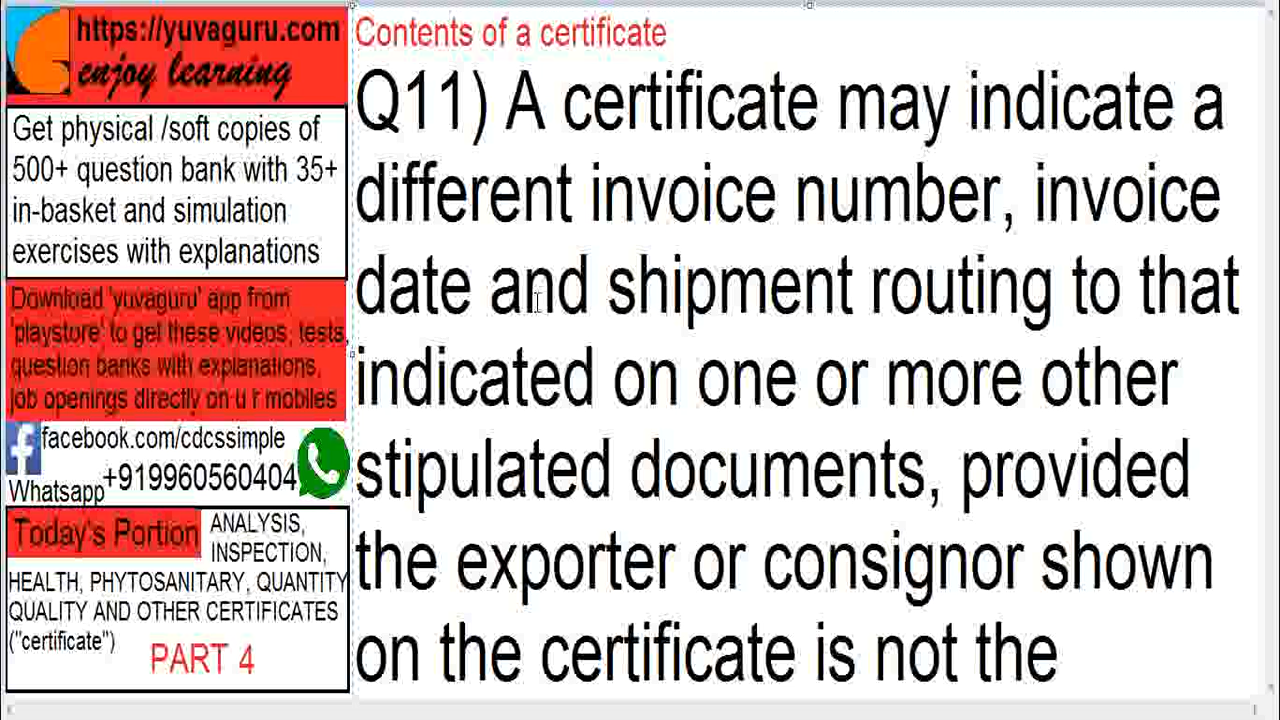 https://yuvaguru.com
enjoy learning
Get physical /soft copies of
500+ question bank with 35+
in-basket and simulation
exercises with explanations
Download 'yuvaguru' app from
'playstore' to get these videos, tests,
question banks with explanations,
job openings directly on u r mobiles
facebook.com/cdcssimple
Whatsapp +919960560404
Today's Portion ANALYSIS,
INSPECTION,
HEALTH, PHYTOSANITARY, QUANTITY
QUALITY AND OTHER CERTIFICATES
("certificate")
PART 4
Contents of a certificate
Q11) A certificate may indicate a
different invoice number, invoice
date and shipment routing to that
indicated on one or more other
stipulated documents, provided
the exporter or consignor shown
on the certificate is not the